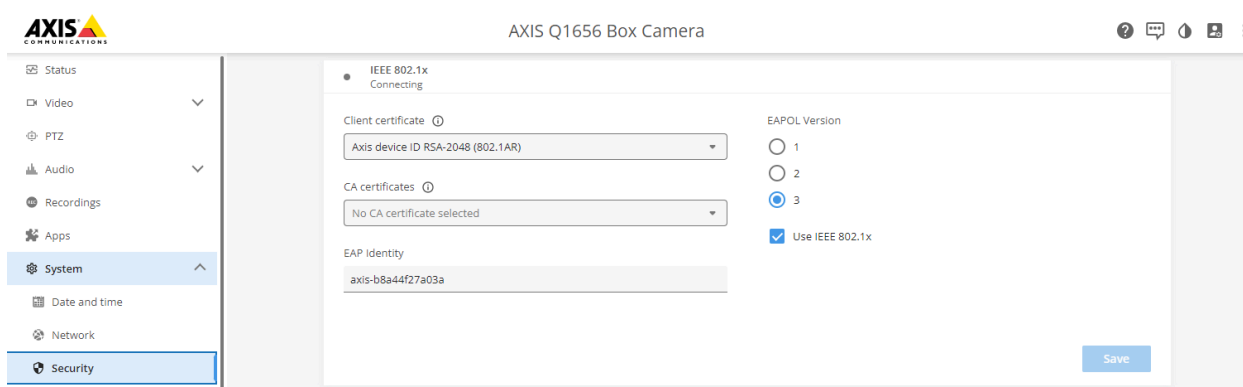 AXIS
COMMUNICATIONS
AXIS Q1656 Box Camera
Status
Video
PTZ
Audio
Recordings
Apps
System
Date and time
Network
Security
IEEE 802.1x
Connecting
Client certificate
Axis device ID RSA-2048 (802.1AR)
CA certificates
No CA certificate selected
EAP Identity
axis-b8a44f27a03a
EAPOL Version
1
2
3
Use IEEE 802.1x
Save